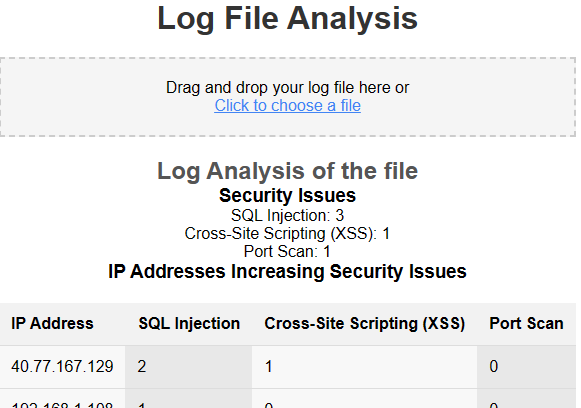 Log File Analysis
Drag and drop your log file here or
Click to choose a file
Log Analysis of the file
Security Issues
SQL Injection: 3
Cross-Site Scripting (XSS): 1
Port Scan: 1
IP Addresses Increasing Security Issues
IP Address SQL Injection Cross-Site Scripting (XSS) Port Scan
40.77.167.129 2 1 0
192.168.1.108 1 0 0